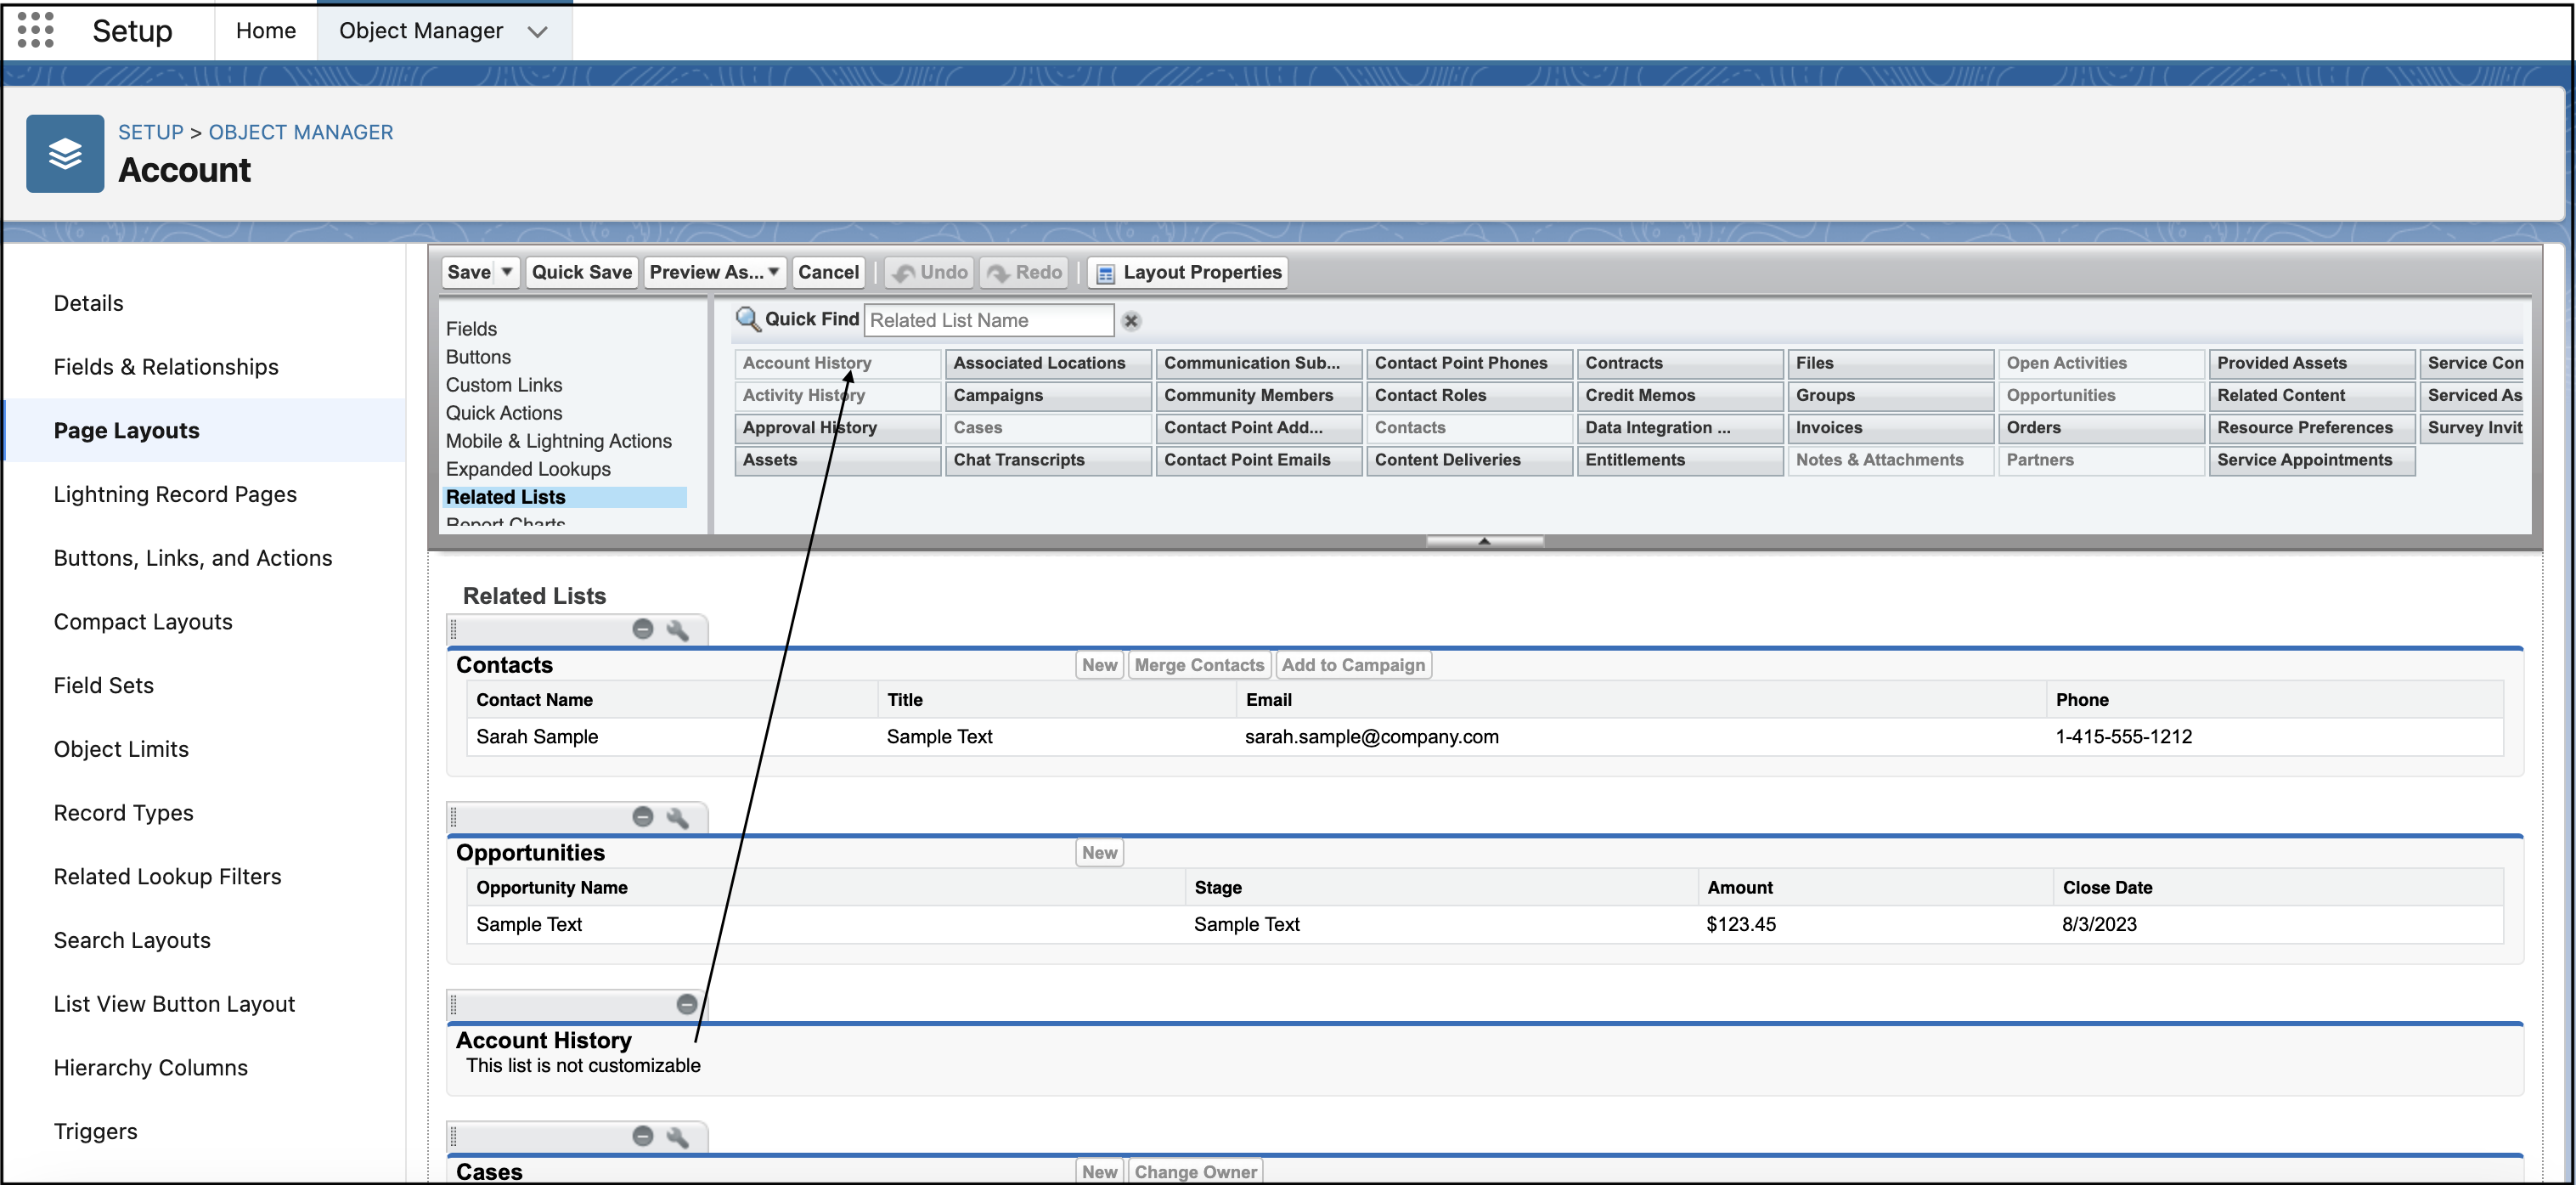 Setup Home Object Manager
SETUP > OBJECT MANAGER
Account
Details
Fields & Relationships
Page Layouts
Lightning Record Pages
Buttons, Links, and Actions
Compact Layouts
Field Sets
Object Limits
Record Types
Related Lookup Filters
Search Layouts
List View Button Layout
Hierarchy Columns
Triggers
Save Quick Save Preview As... Cancel Undo Redo Layout Properties
Fields
Buttons
Custom Links
Quick Actions
Mobile & Lightning Actions
Expanded Lookups
Related Lists
Report Charts
Quick Find Related List Name
Account History Associated Locations Communication Sub... Contact Point Phones Contracts Files Open Activities Provided Assets Service Con
Activity History Campaigns Community Members Contact Roles Credit Memos Groups Opportunities Related Content Serviced As
Approval History Cases Contact Point Add... Contacts Data Integration ... Invoices Orders Resource Preferences Survey Invit
Assets Chat Transcripts Contact Point Emails Content Deliveries Entitlements Notes & Attachments Partners Service Appointments
Related Lists
Contacts New Merge Contacts Add to Campaign
Contact Name Title Email Phone
Sarah Sample Sample Text sarah.sample@company.com 1-415-555-1212
Opportunities New
Opportunity Name Stage Amount Close Date
Sample Text Sample Text $123.45 8/3/2023
Account History
This list is not customizable
Cases New Change Owner